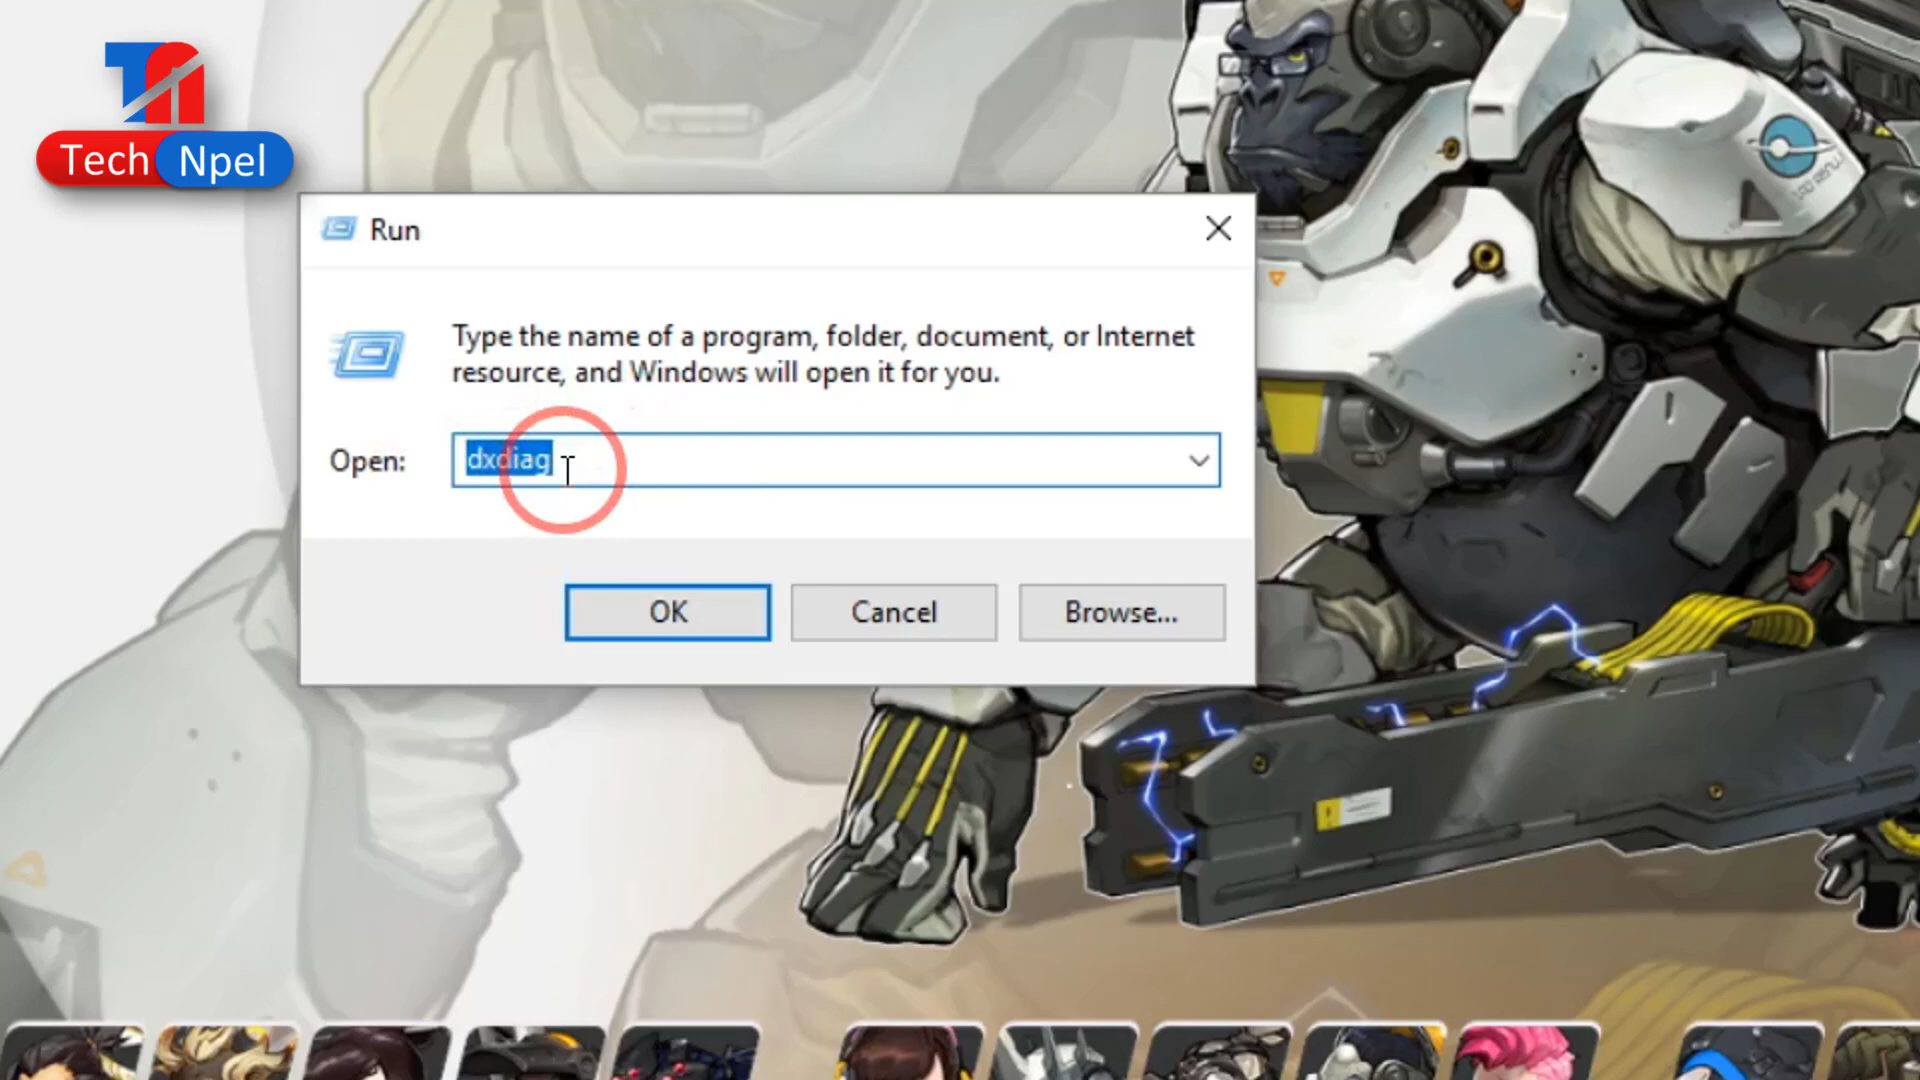 Tech Npel
Run
Type the name of a program, folder, document, or Internet
resource, and Windows will open it for you.
Open: dxdiag
OK Cancel Browse...